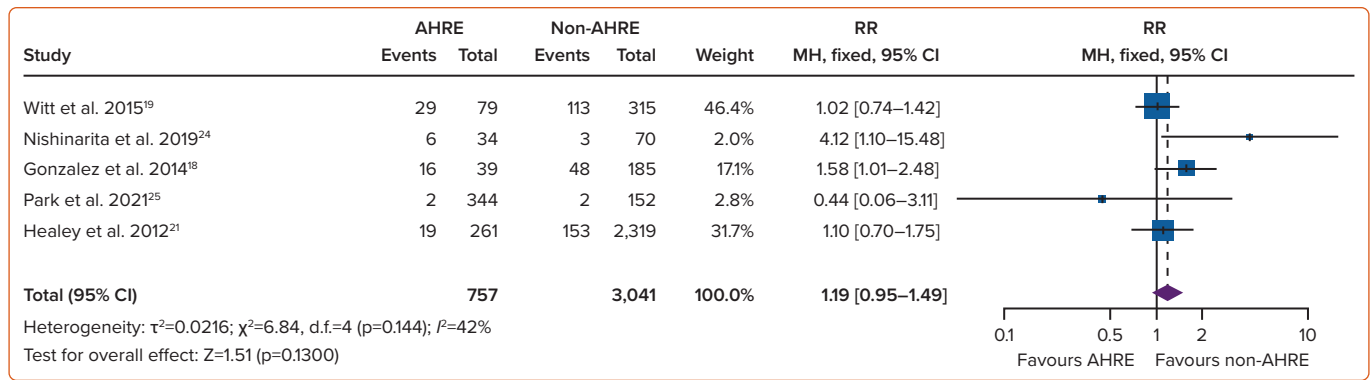 AHRE Non-AHRE RR RR
Study Events Total Events Total Weight MH, fixed, 95% CI MH, fixed, 95% CI
Witt et al. 2015¹⁹ 29 79 113 315 46.4% 1.02 [0.74–1.42]
Nishinarita et al. 2019²⁴ 6 34 3 70 2.0% 4.12 [1.10–15.48]
Gonzalez et al. 2014¹⁸ 16 39 48 185 17.1% 1.58 [1.01–2.48]
Park et al. 2021²⁵ 2 344 2 152 2.8% 0.44 [0.06–3.11]
Healey et al. 2012²¹ 19 261 153 2,319 31.7% 1.10 [0.70–1.75]
Total (95% CI) 757 3,041 100.0% 1.19 [0.95–1.49]
Heterogeneity: τ²=0.0216; χ²=6.84, d.f.=4 (p=0.144); I²=42%
0.1 0.5 1 2 10
Test for overall effect: Z=1.51 (p=0.1300)
Favours AHRE Favours non-AHRE